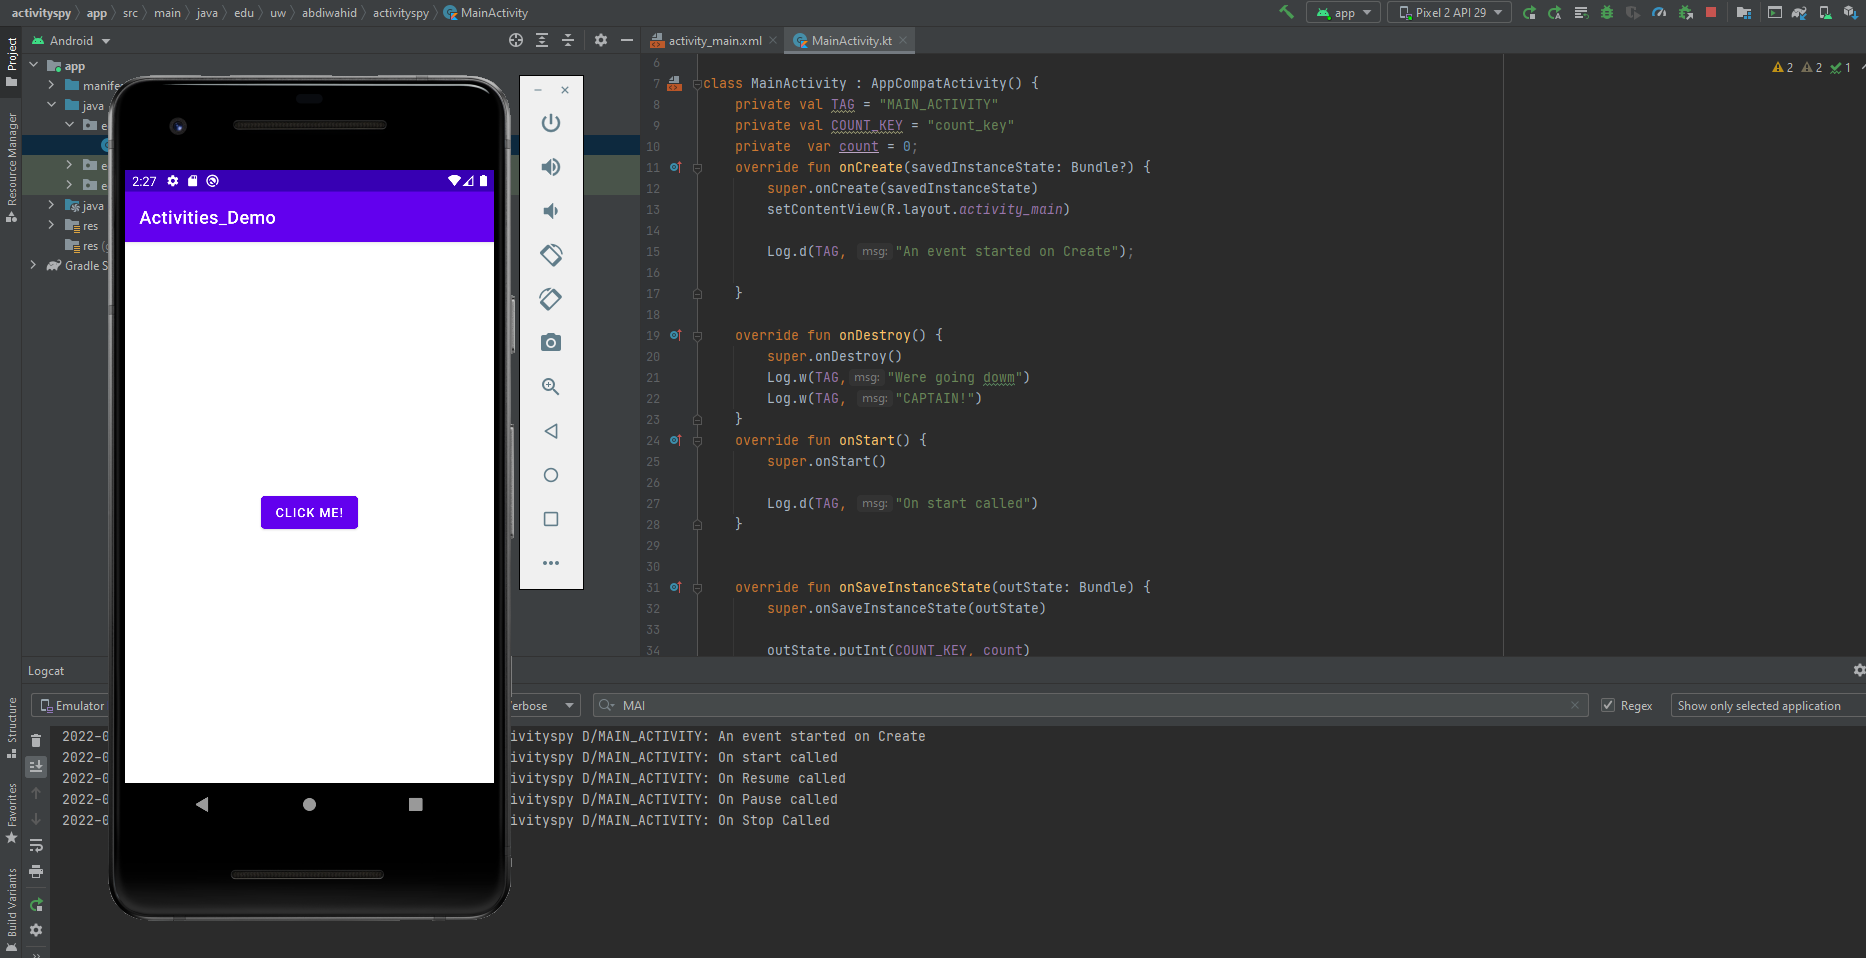 activityspy app src main java edu uw abdiwahid activityspy MainActivity
app Pixel 2 API 29
Project
Resource Manager
Structure
Favorites
Build Variants
Android
app
manife
java
e
e
e
java
res
res (g
Gradle S
2:27
Activities_Demo
CLICK ME!
activity_main.xml MainActivity.kt
2 2 1
6
7 class MainActivity : AppCompatActivity() {
8 private val TAG = "MAIN_ACTIVITY"
9 private val COUNT_KEY = "count_key"
10 private var count = 0;
11 override fun onCreate(savedInstanceState: Bundle?) {
12 super.onCreate(savedInstanceState)
13 setContentView(R.layout.activity_main)
14
15 Log.d(TAG, msg: "An event started on Create");
16
17 }
18
19 override fun onDestroy() {
20 super.onDestroy()
21 Log.w(TAG, msg: "Were going dowm")
22 Log.w(TAG, msg: "CAPTAIN!")
23 }
24 override fun onStart() {
25 super.onStart()
26
27 Log.d(TAG, msg: "On start called")
28 }
29
30
31 override fun onSaveInstanceState(outState: Bundle) {
32 super.onSaveInstanceState(outState)
33
34 outState.putInt(COUNT_KEY, count)
Logcat
Emulator erbose MAI Regex Show only selected application
2022-0 ivityspy D/MAIN_ACTIVITY: An event started on Create
2022-0 ivityspy D/MAIN_ACTIVITY: On start called
2022-0 ivityspy D/MAIN_ACTIVITY: On Resume called
2022-0 ivityspy D/MAIN_ACTIVITY: On Pause called
2022-0 ivityspy D/MAIN_ACTIVITY: On Stop Called